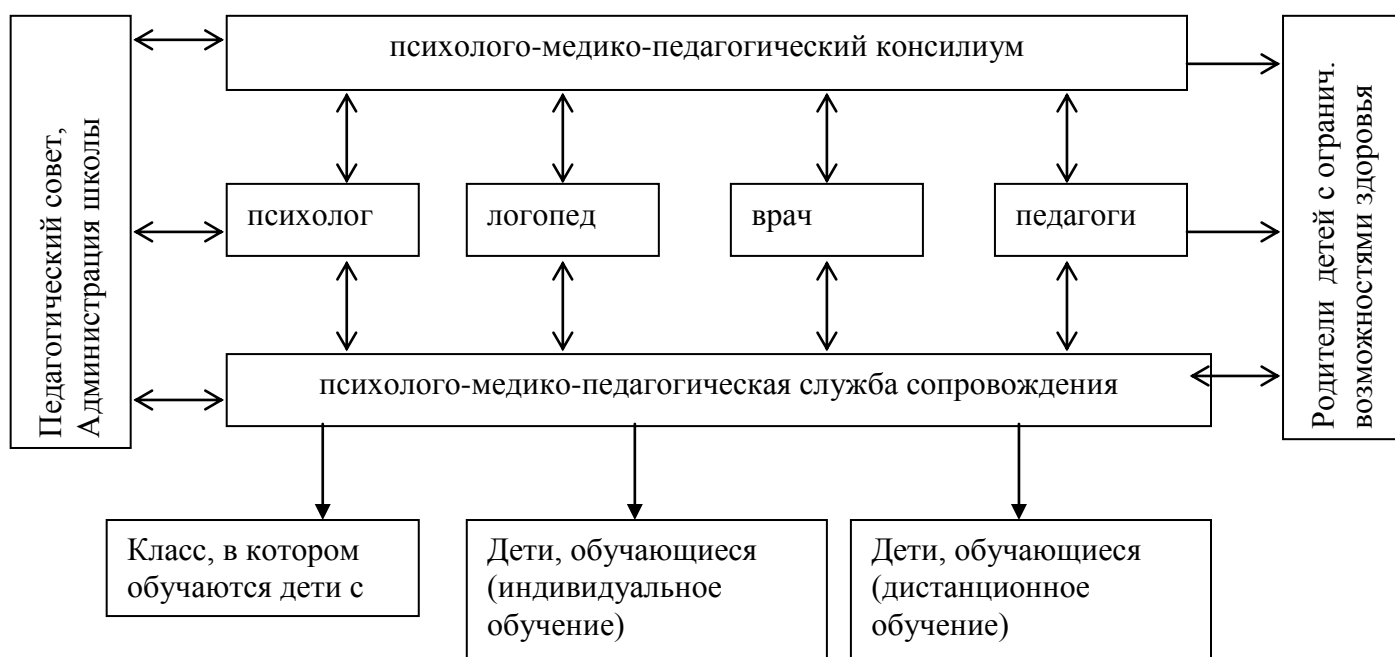 психолого-медико-педагогический консилиум
Педагогический совет,
Администрация школы
Родители детей с огранич.
возможностями здоровья
психолог
логопед
врач
педагоги
психолого-медико-педагогическая служба сопровождения
Класс, в котором
обучаются дети с
Дети, обучающиеся
(индивидуальное
обучение)
Дети, обучающиеся
(дистанционное
обучение)